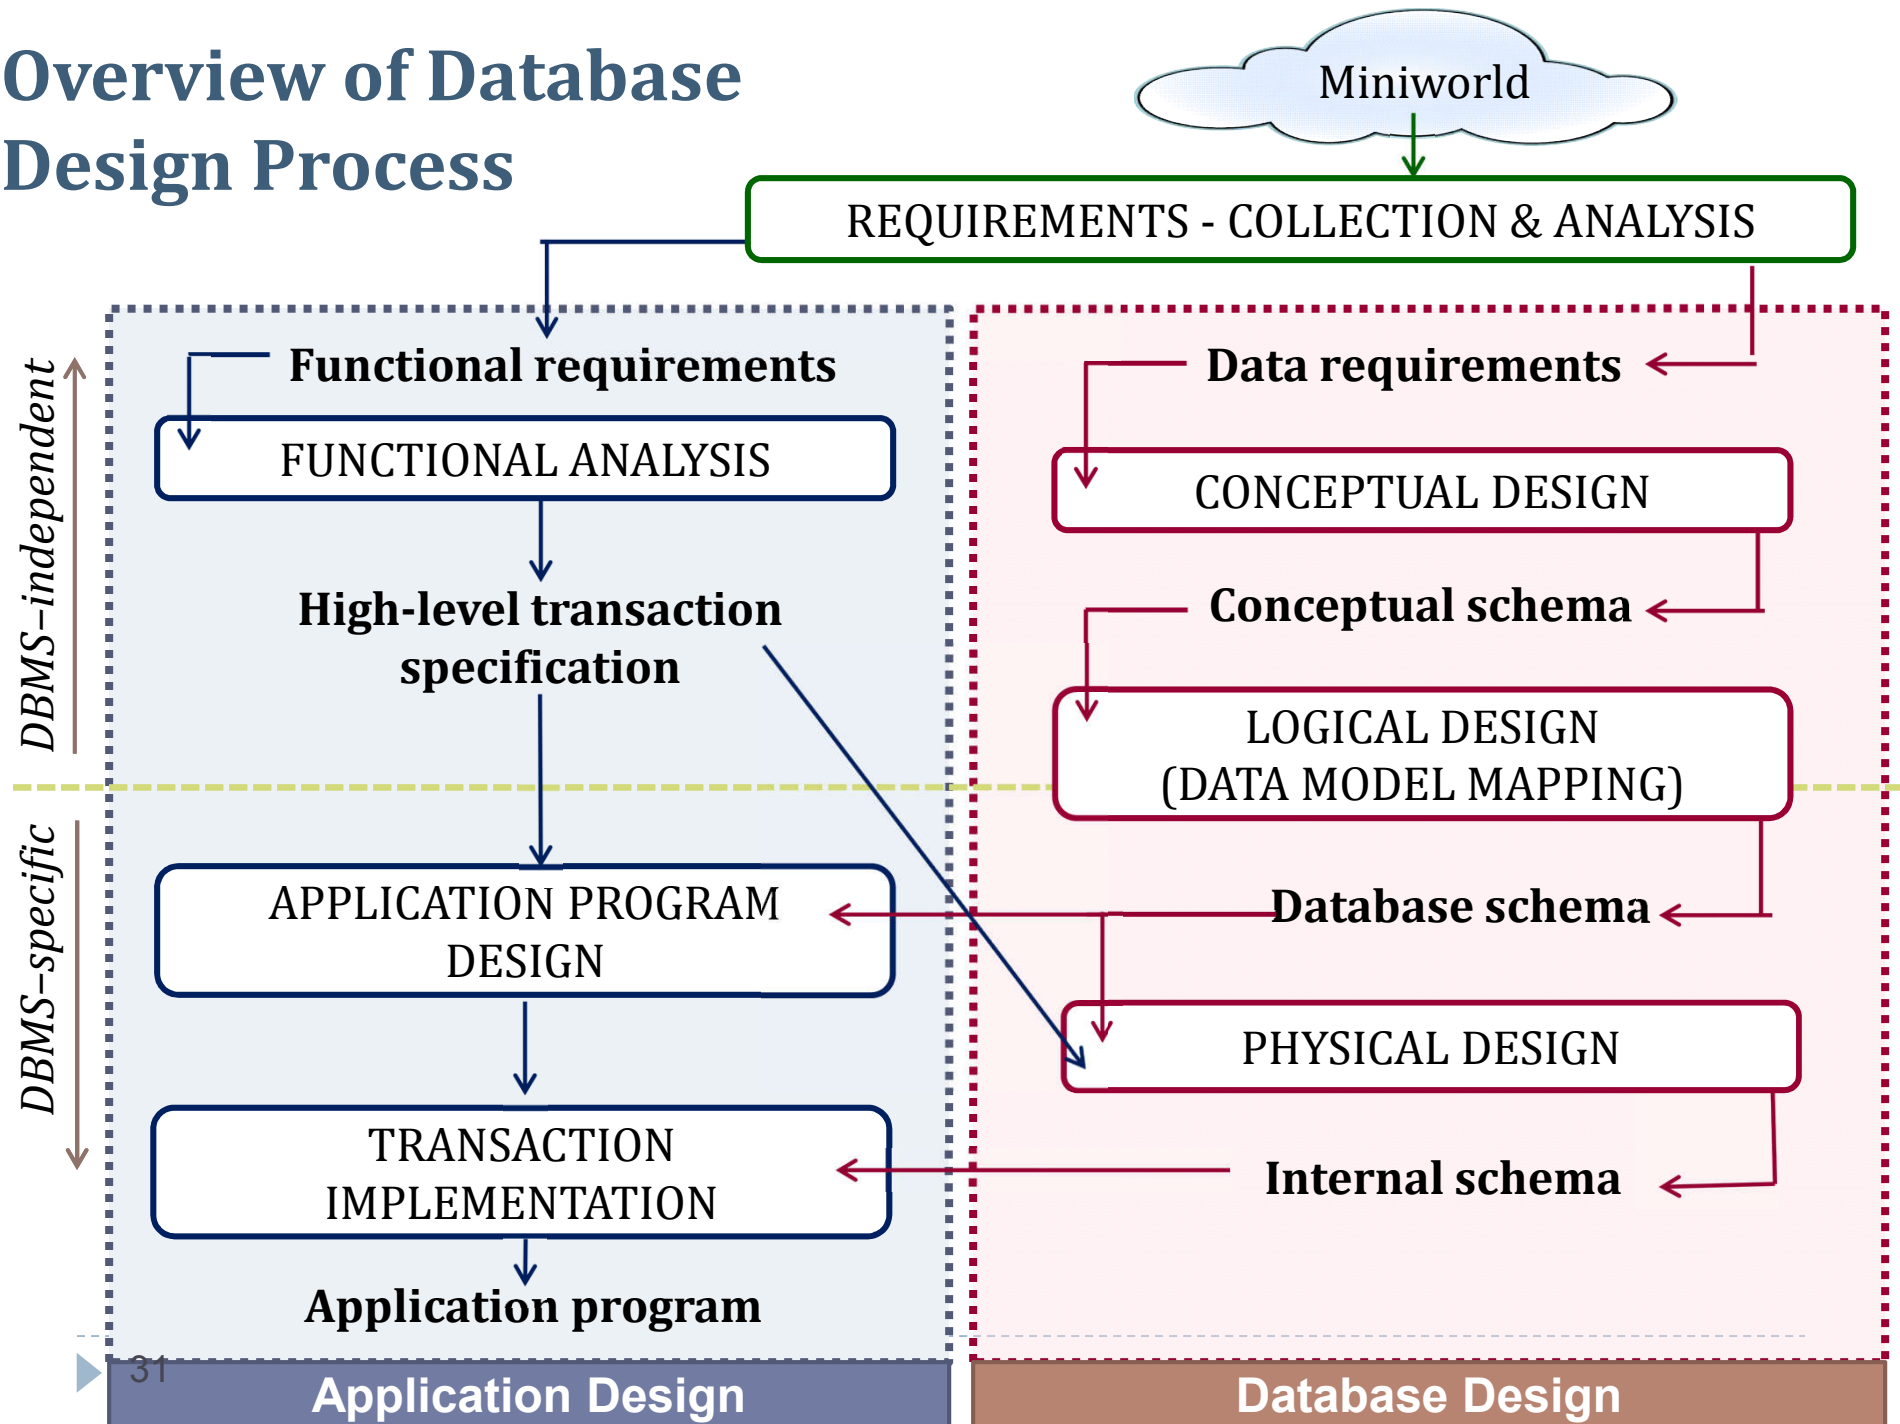 Overview of Database
Design Process
Miniworld
REQUIREMENTS - COLLECTION & ANALYSIS
DBMS–independent
DBMS–specific
Functional requirements
FUNCTIONAL ANALYSIS
High-level transaction
specification
APPLICATION PROGRAM
DESIGN
TRANSACTION
IMPLEMENTATION
Application program
Data requirements
CONCEPTUAL DESIGN
Conceptual schema
LOGICAL DESIGN
(DATA MODEL MAPPING)
Database schema
PHYSICAL DESIGN
Internal schema
31
Application Design
Database Design